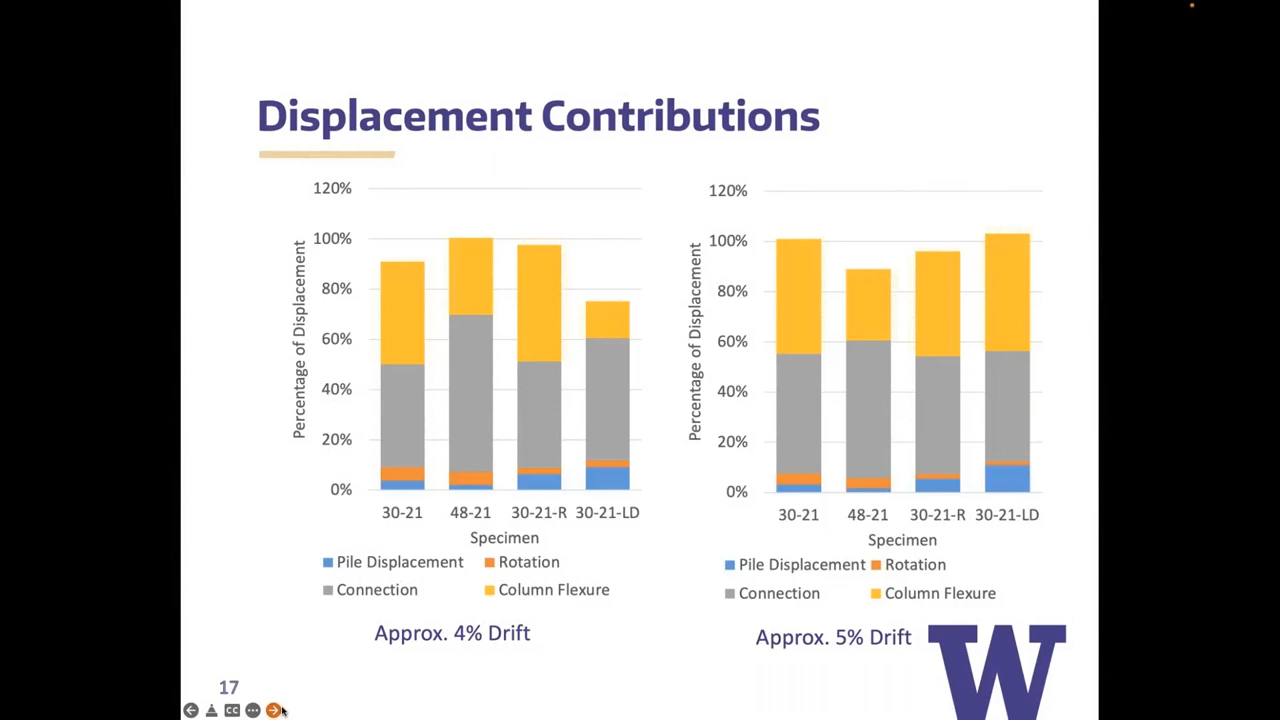 Displacement Contributions
120%
100%
80%
60%
40%
20%
0%
Percentage of Displacement
30-21 48-21 30-21-R 30-21-LD
Specimen
Pile Displacement Rotation
Connection Column Flexure
Approx. 4% Drift
120%
100%
80%
60%
40%
20%
0%
Percentage of Displacement
30-21 48-21 30-21-R 30-21-LD
Specimen
Pile Displacement Rotation
Connection Column Flexure
Approx. 5% Drift
W
17
CC